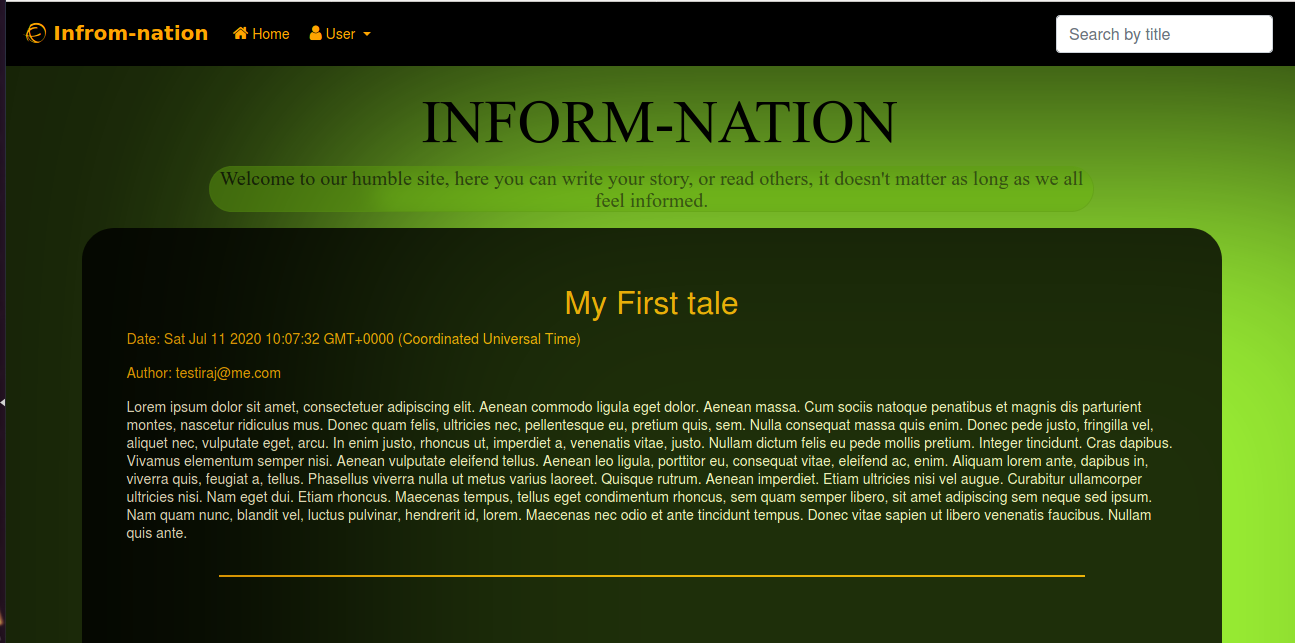 Infrom-nation Home User Search by title
INFORM-NATION
Welcome to our humble site, here you can write your story, or read others, it doesn't matter as long as we all
feel informed.
My First tale
Date: Sat Jul 11 2020 10:07:32 GMT+0000 (Coordinated Universal Time)
Author: testiraj@me.com
Lorem ipsum dolor sit amet, consectetuer adipiscing elit. Aenean commodo ligula eget dolor. Aenean massa. Cum sociis natoque penatibus et magnis dis parturient
montes, nascetur ridiculus mus. Donec quam felis, ultricies nec, pellentesque eu, pretium quis, sem. Nulla consequat massa quis enim. Donec pede justo, fringilla vel,
aliquet nec, vulputate eget, arcu. In enim justo, rhoncus ut, imperdiet a, venenatis vitae, justo. Nullam dictum felis eu pede mollis pretium. Integer tincidunt. Cras dapibus.
Vivamus elementum semper nisi. Aenean vulputate eleifend tellus. Aenean leo ligula, porttitor eu, consequat vitae, eleifend ac, enim. Aliquam lorem ante, dapibus in,
viverra quis, feugiat a, tellus. Phasellus viverra nulla ut metus varius laoreet. Quisque rutrum. Aenean imperdiet. Etiam ultricies nisi vel augue. Curabitur ullamcorper
ultricies nisi. Nam eget dui. Etiam rhoncus. Maecenas tempus, tellus eget condimentum rhoncus, sem quam semper libero, sit amet adipiscing sem neque sed ipsum.
Nam quam nunc, blandit vel, luctus pulvinar, hendrerit id, lorem. Maecenas nec odio et ante tincidunt tempus. Donec vitae sapien ut libero venenatis faucibus. Nullam
quis ante.